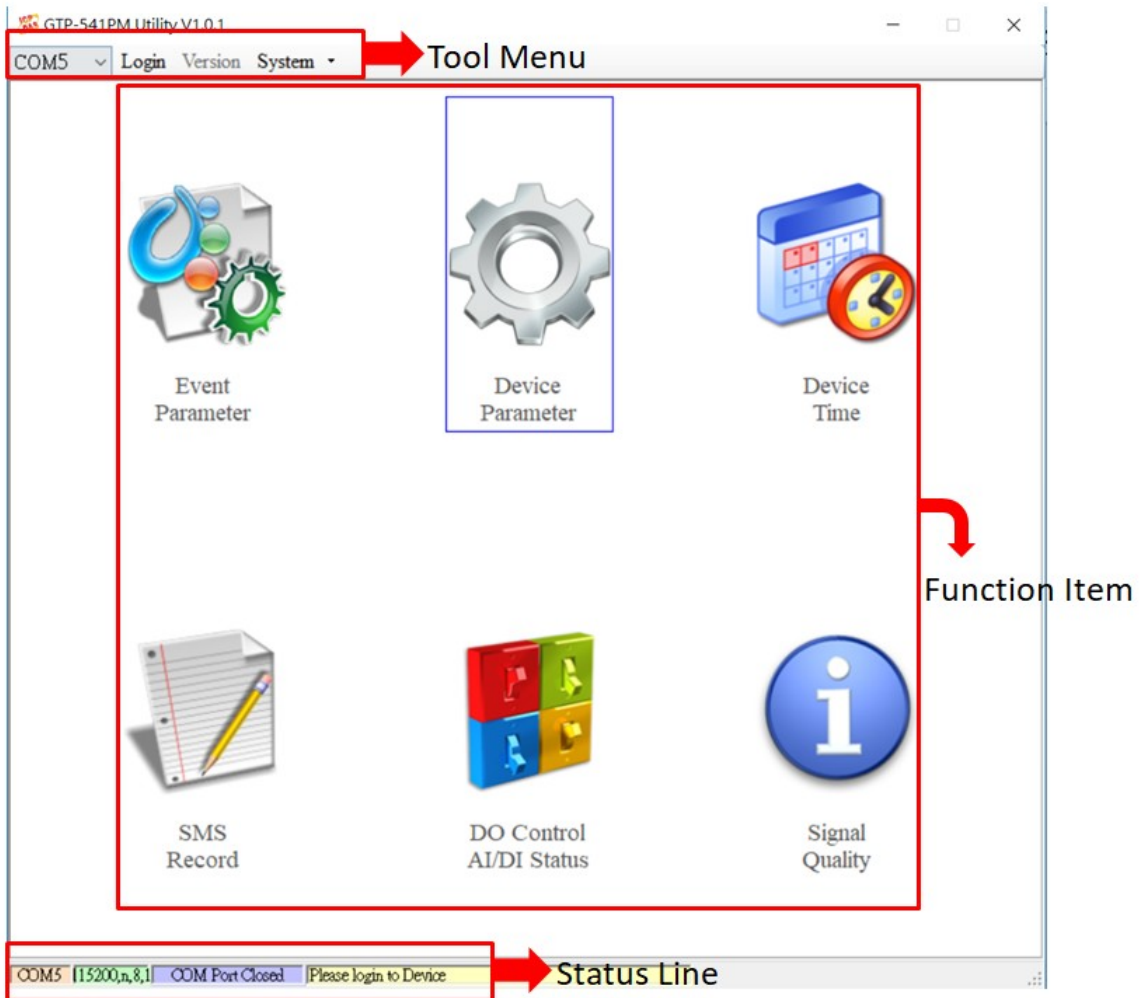 GTP-541PM Utility V1.0.1
COM5 Login Version System
Tool Menu
Event
Parameter
Device
Parameter
Device
Time
Function Item
SMS
Record
DO Control
AI/DI Status
Signal
Quality
COM5 115200,n,8,1 COM Port Closed Please login to Device
Status Line